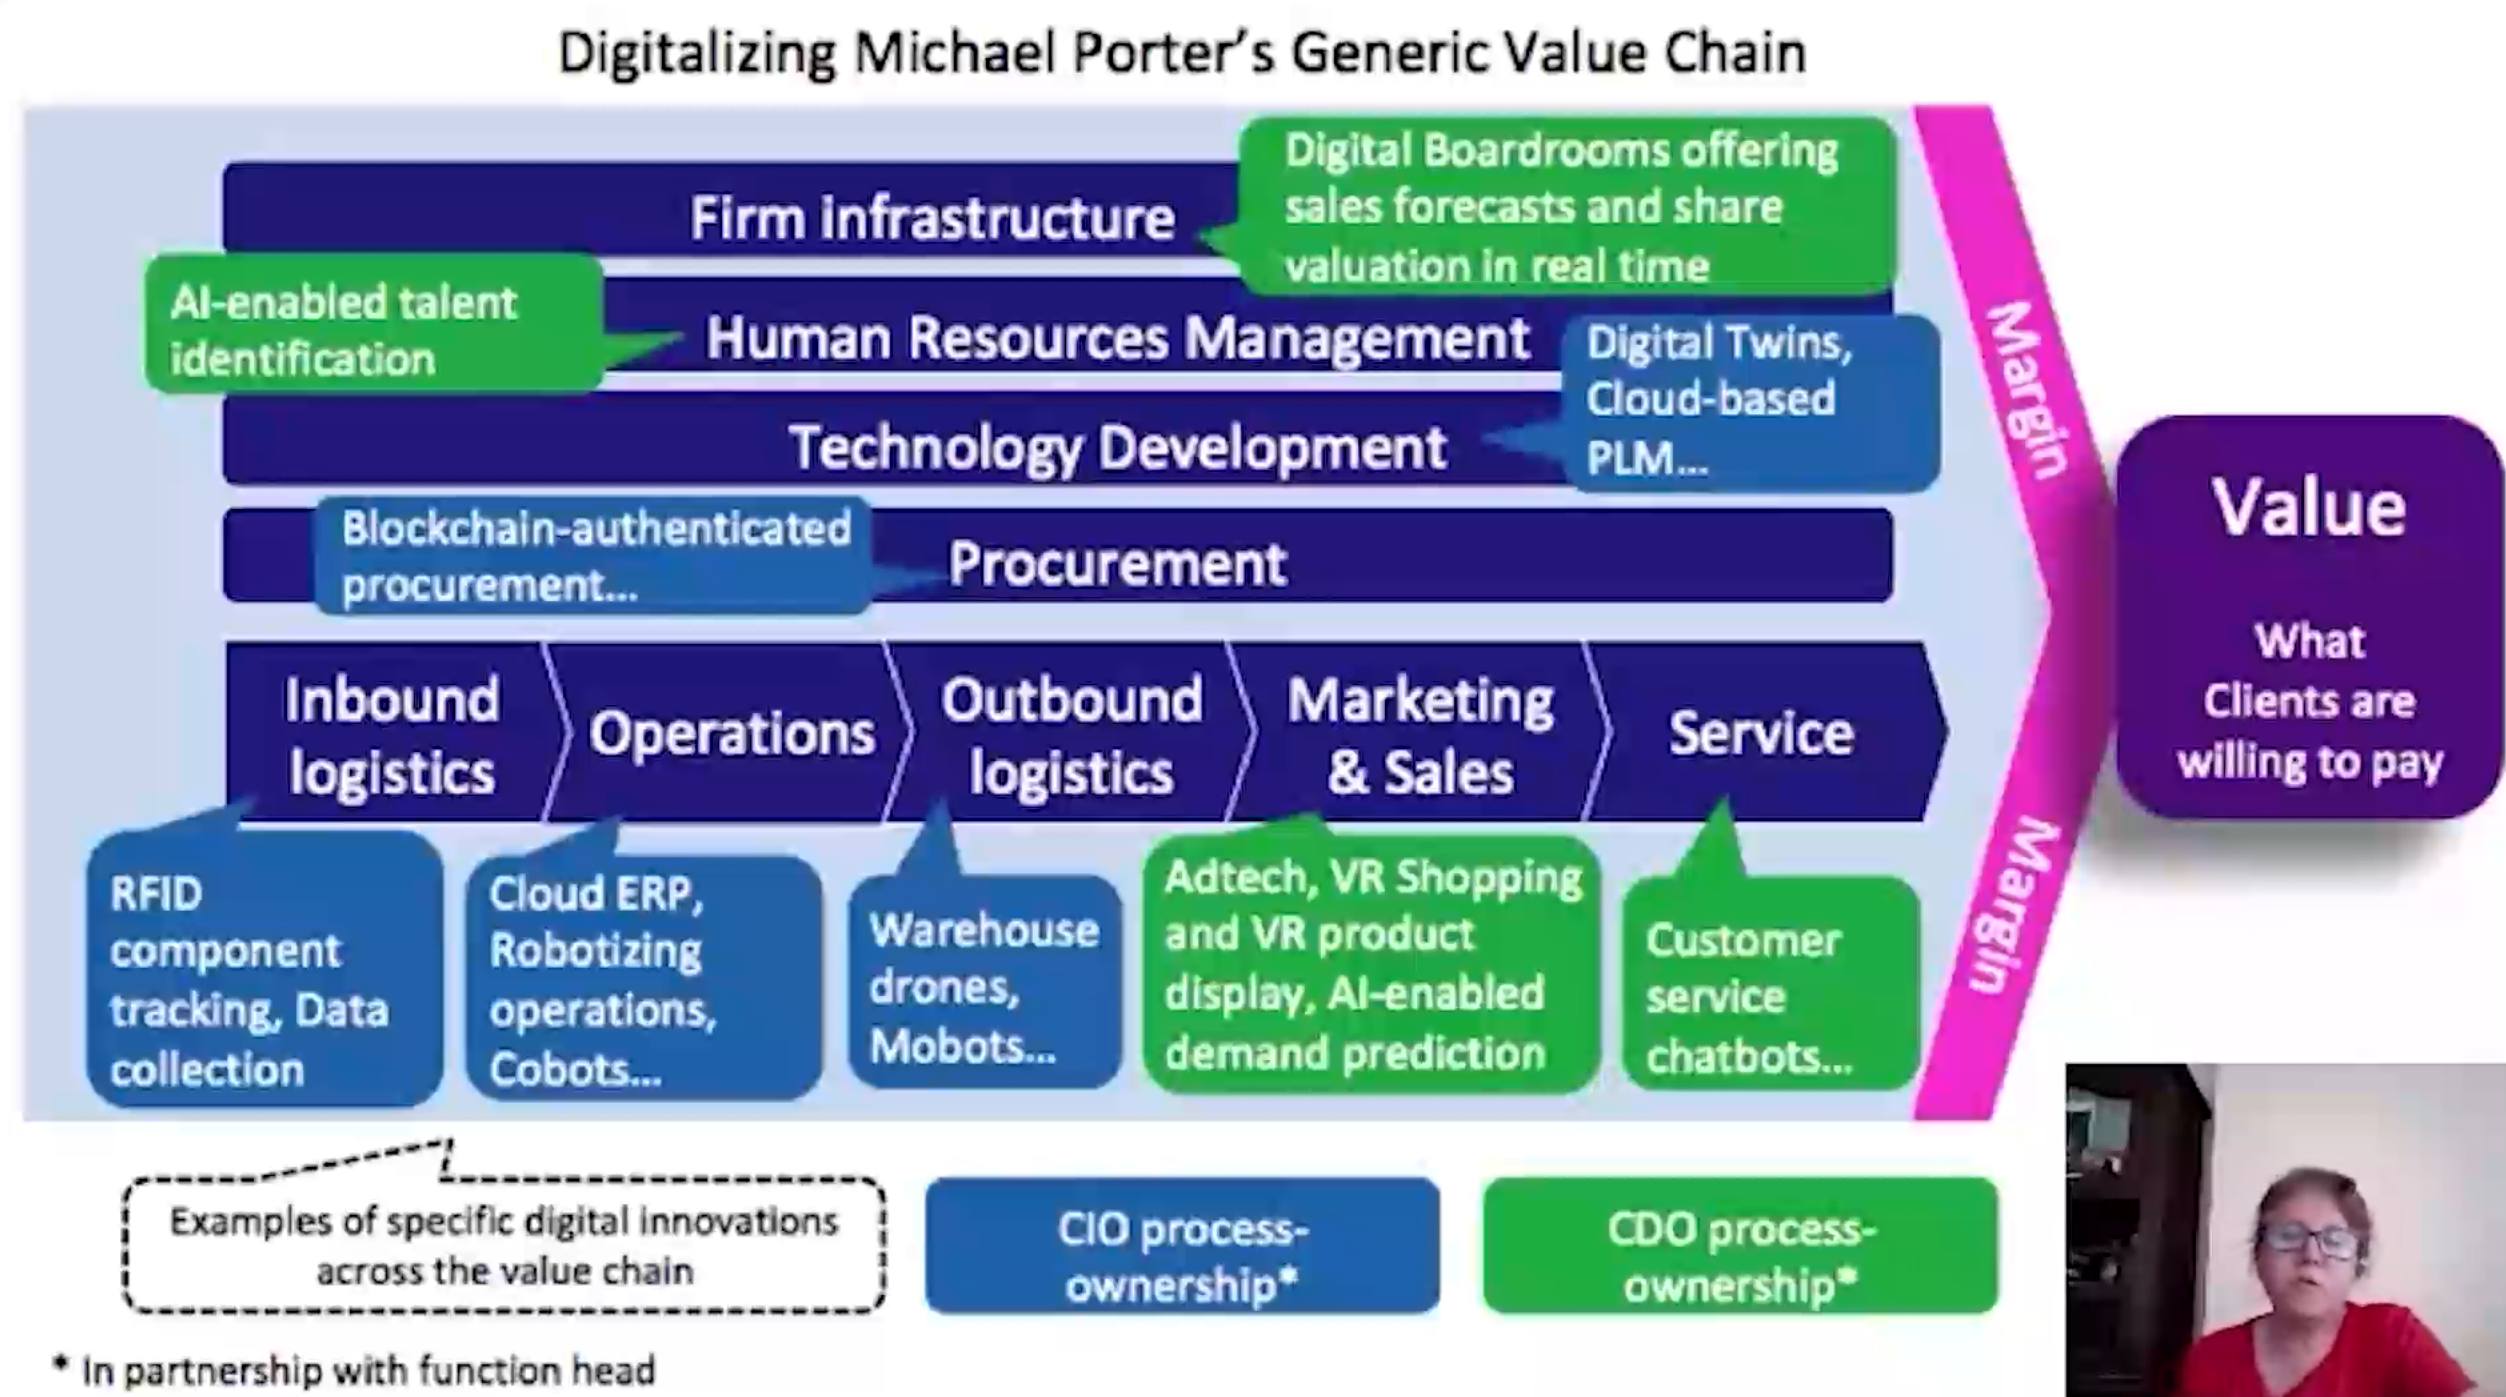 Digitalizing Michael Porter's Generic Value Chain
Firm infrastructure
Digital Boardrooms offering
sales forecasts and share
valuation in real time
AI-enabled talent
identification
Human Resources Management
Digital Twins,
Cloud-based
PLM...
Technology Development
Blockchain-authenticated
procurement...
Procurement
Inbound
logistics
Operations
Outbound
logistics
Marketing
& Sales
Service
Margin
Margin
Value
What
Clients are
willing to pay
RFID
component
tracking, Data
collection
Cloud ERP,
Robotizing
operations,
Cobots...
Warehouse
drones,
Mobots...
Adtech, VR Shopping
and VR product
display, AI-enabled
demand prediction
Customer
service
chatbots...
Examples of specific digital innovations
across the value chain
CIO process-
ownership*
CDO process-
ownership*
* In partnership with function head